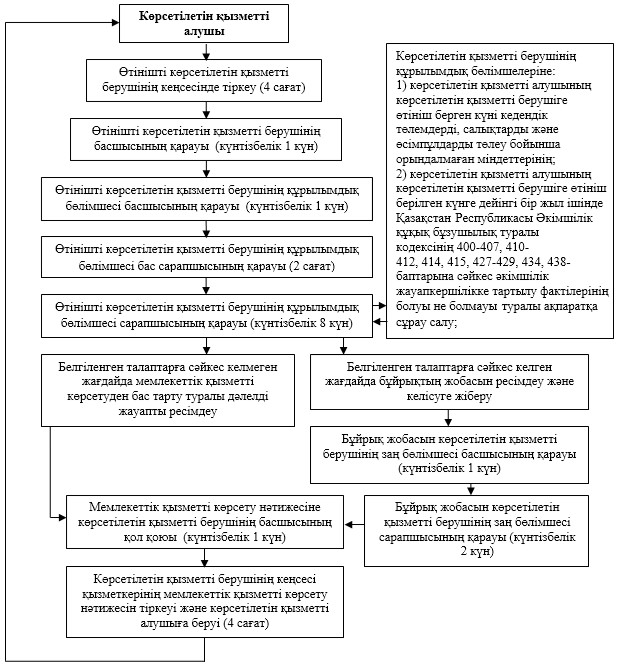 Көрсетілетін қызметті
алушы
Өтінішті көрсетілетін қызметті
берушінің кеңсесінде тіркеу (4 сағат)
Өтінішті көрсетілетін қызметті берушінің
басшысының қарауы (күнтізбелік 1 күн)
Өтінішті көрсетілетін қызметті берушінің құрылымдық
бөлімшесі басшысының қарауы (күнтізбелік 1 күн)
Өтінішті көрсетілетін қызметті берушінің құрылымдық
бөлімшесі бас сарапшысының қарауы (2 сағат)
Өтінішті көрсетілетін қызметті берушінің құрылымдық
бөлімшесі сарапшысының қарауы (күнтізбелік 8 күн)
Көрсетілетін қызметті берушінің
құрылымдық бөлімшелеріне:
1) көрсетілетін қызметті алушының
көрсетілетін қызметті берушіге
өтініш берген күні кедендік
төлемдерді, салықтарды және
өсімпұлдарды төлеу бойынша
орындалмаған міндеттерінің;
2) көрсетілетін қызметті алушының
көрсетілетін қызметті берушіге өтініш
берілген күнге дейінгі бір жыл ішінде
Қазақстан Республикасы Әкімшілік
құқық бұзушылық туралы
кодексінің 400-407, 410-
412, 414, 415, 427-429, 434, 438-
баптарына сәйкес әкімшілік
жауапкершілікке тартылу фактілерінің
болуы не болмауы туралы ақпаратқа
сұрау салу;
Белгіленген талаптарға сәйкес келмеген
жағдайда мемлекеттік қызметті
көрсетуден бас тарту туралы дәлелді
жауапты ресімдеу
Белгіленген талаптарға сәйкес келген
жағдайда бұйрықтың жобасын ресімдеу және
келісуге жіберу
Бұйрық жобасын көрсетілетін қызметті
берушінің заң бөлімшесі басшысының қарауы
(күнтізбелік 1 күн)
Мемлекеттік қызметті көрсету нәтижесіне
көрсетілетін қызметті берушінің басшысының
қол қоюы (күнтізбелік 1 күн)
Бұйрық жобасын көрсетілетін
қызметті берушінің заң бөлімшесі
сарапшысының қарауы (күнтізбелік
2 күн)
Көрсетілетін қызметті берушінің кеңсесі
қызметкерінің мемлекеттік қызметті көрсету
нәтижесін тіркеуі және көрсетілетін қызметті
алушыға беруі (4 сағат)